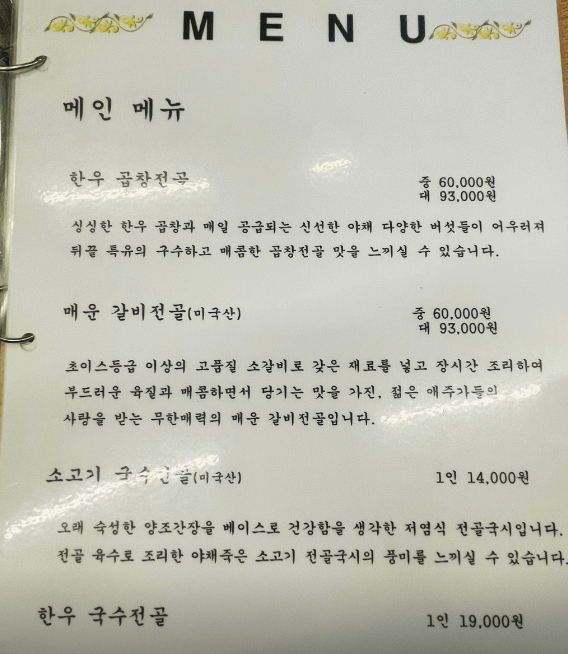 MENU
메인 메뉴
한우 곱창전골
중 60,000원
대 93,000원
싱싱한 한우 곱창과 매일 공급되는 신선한 야채 다양한 버섯들이 어우러져
뒤끝 특유의 구수하고 매콤한 곱창전골 맛을 느끼실 수 있습니다.
매운 갈비전골(미국산)
중 60,000원
대 93,000원
초이스등급 이상의 고품질 소갈비로 갖은 재료를 넣고 장시간 조리하여
부드러운 육질과 매콤하면서 당기는 맛을 가진, 젊은 애주가들의
사랑을 받는 무한매력의 매운 갈비전골입니다.
소고기 국수전골(미국산)
1인 14,000원
오래 숙성한 양조간장을 베이스로 건강함을 생각한 저염식 전골국시입니다.
전골 육수로 조리한 야채죽은 소고기 전골국시의 풍미를 느끼실 수 있습니다.
한우 국수전골
1인 19,000원